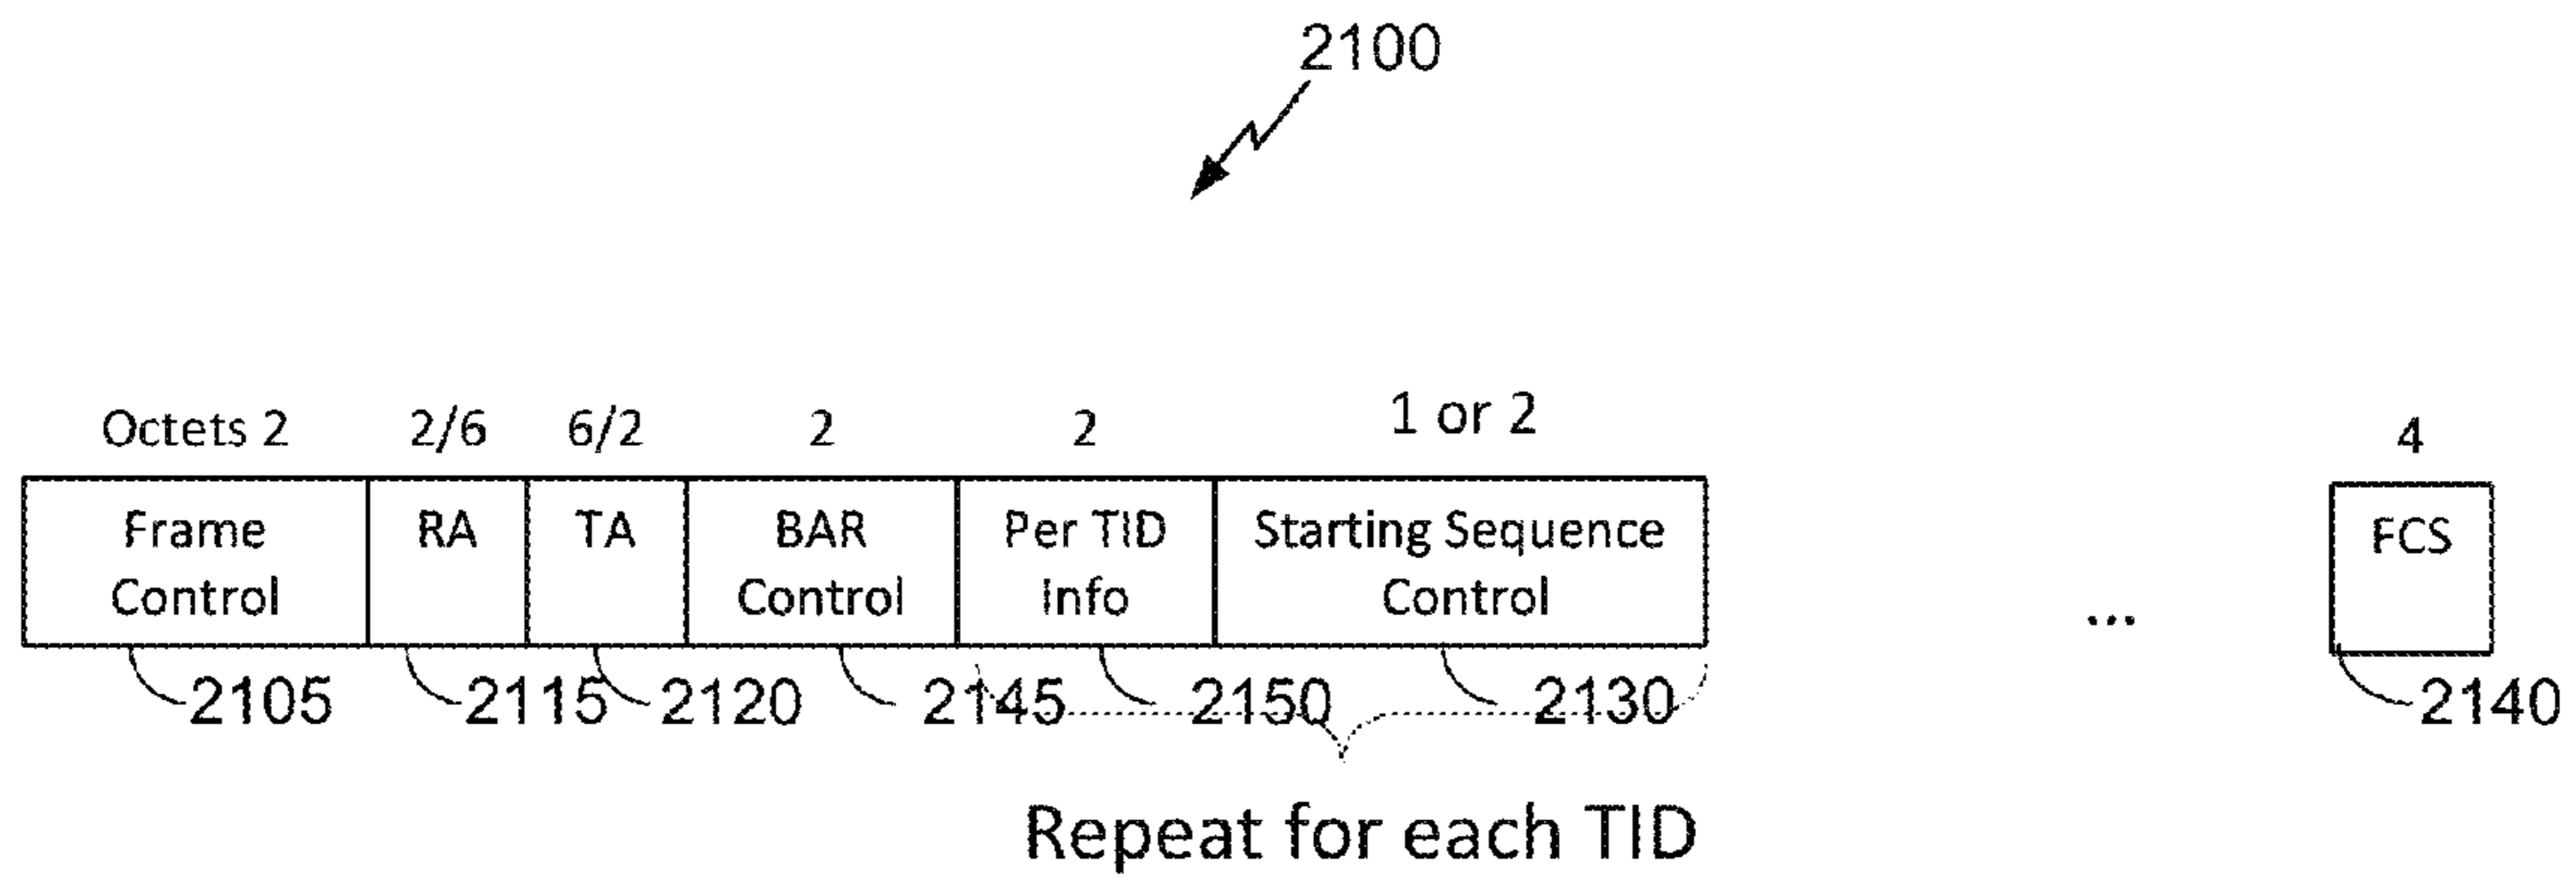 2100
Octets 2 2/6 6/2 2 2 1 or 2 4
Frame Control RA TA BAR Control Per TID Info Starting Sequence Control ... FCS
2105 2115 2120 2145 2150 2130 2140
Repeat for each TID